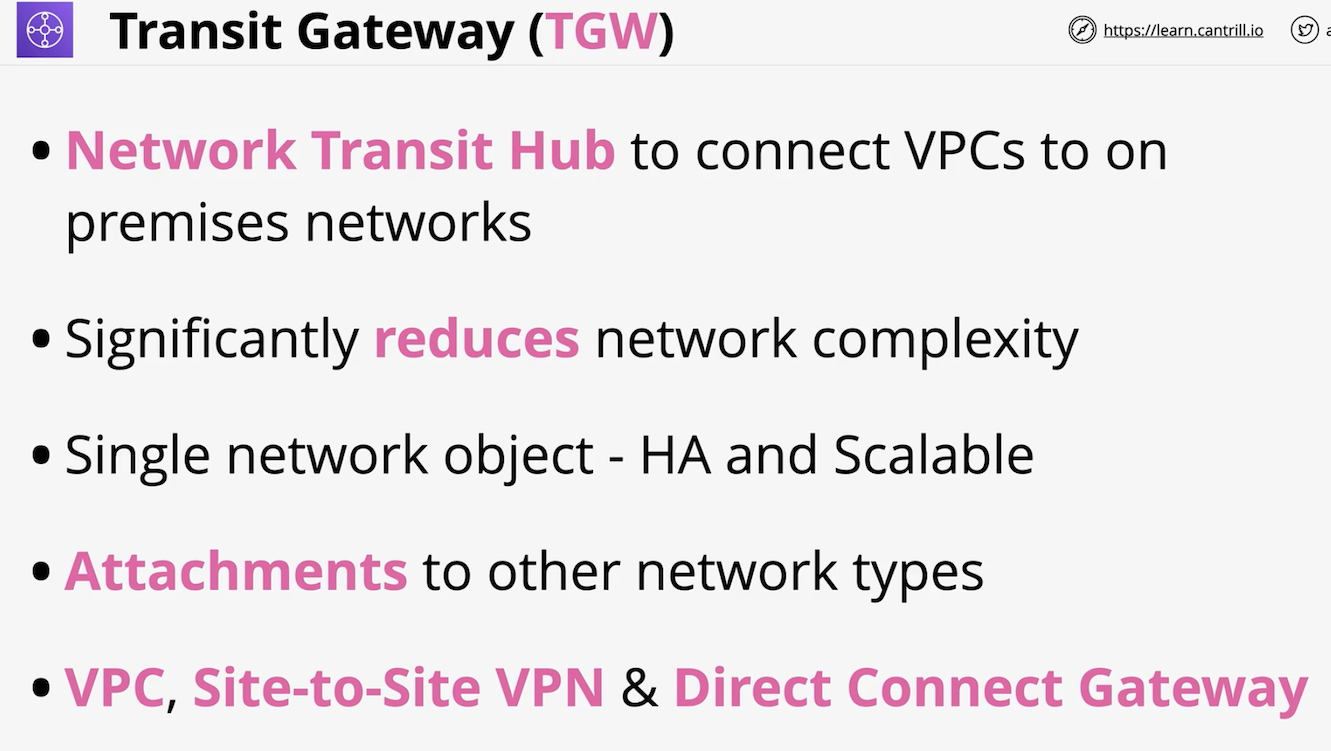 Transit Gateway (TGW)
https://learn.cantrill.io
• Network Transit Hub to connect VPCs to on
premises networks
• Significantly reduces network complexity
• Single network object - HA and Scalable
• Attachments to other network types
• VPC, Site-to-Site VPN & Direct Connect Gateway